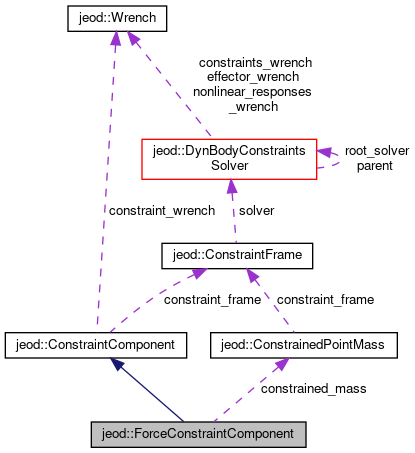 jeod::Wrench
constraints_wrench
effector_wrench
nonlinear_responses
_wrench
jeod::DynBodyConstraints
Solver
root_solver
parent
constraint_wrench
solver
jeod::ConstraintFrame
constraint_frame
constraint_frame
jeod::ConstraintComponent
jeod::ConstrainedPointMass
constrained_mass
jeod::ForceConstraintComponent